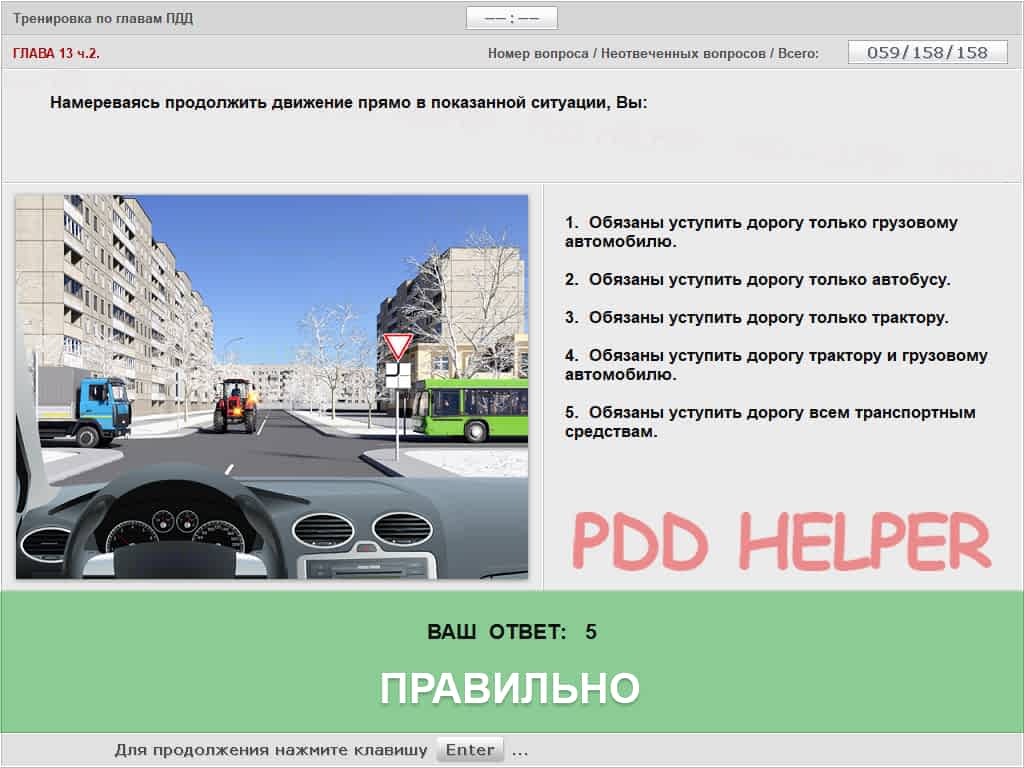 Тренировка по главам ПДД
––:––
ГЛАВА 13 ч.2.
Номер вопроса / Неотвеченных вопросов / Всего:
059/158/158
Намереваясь продолжить движение прямо в показанной ситуации, Вы:
1. Обязаны уступить дорогу только грузовому
автомобилю.
2. Обязаны уступить дорогу только автобусу.
3. Обязаны уступить дорогу только трактору.
4. Обязаны уступить дорогу трактору и грузовому
автомобилю.
5. Обязаны уступить дорогу всем транспортным
средствам.
PDD HELPER
ВАШ ОТВЕТ: 5
ПРАВИЛЬНО
Для продолжения нажмите клавишу Enter ...